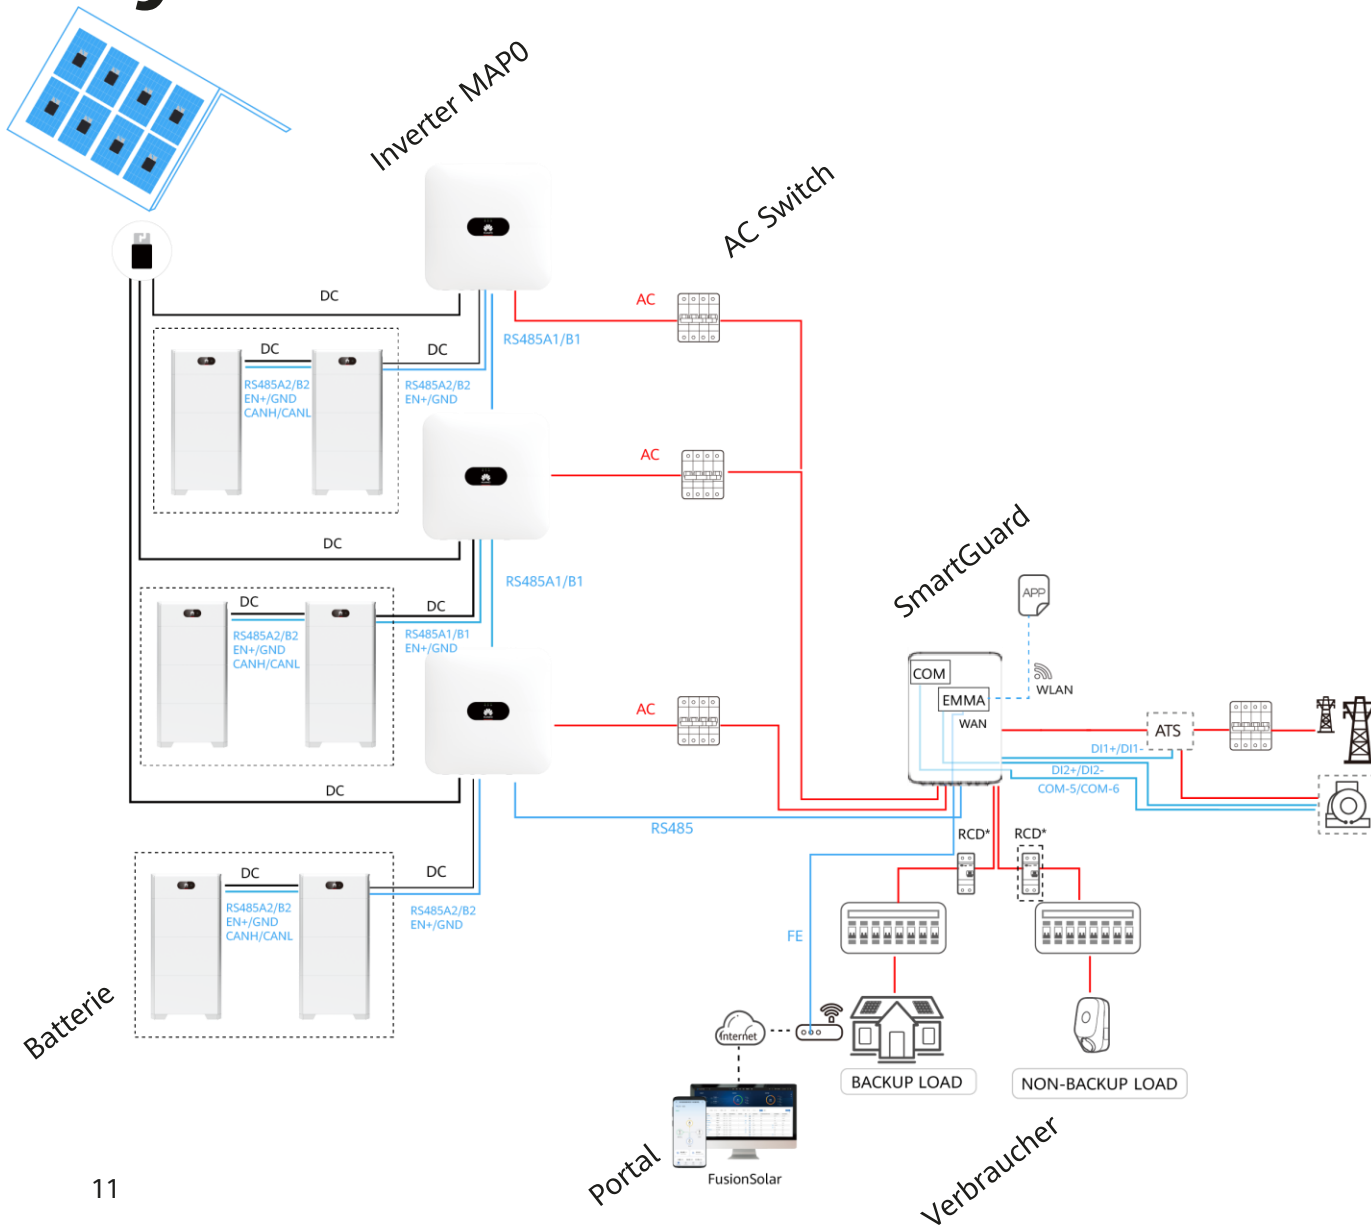 Inverter MAP0
AC Switch
DC
AC
RS485A1/B1
DC
DC
RS485A2/B2
EN+/GND
CANH/CANL
RS485A2/B2
EN+/GND
AC
DC
RS485A1/B1
SmartGuard
APP
DC
DC
RS485A2/B2
EN+/GND
CANH/CANL
RS485A1/B1
EN+/GND
COM
EMMA
WAN
WLAN
AC
ATS
DI1+/DI1-
DI2+/DI2-
COM-5/COM-6
DC
RS485
RCD*
RCD*
DC
DC
RS485A2/B2
EN+/GND
CANH/CANL
RS485A2/B2
EN+/GND
FE
Batterie
Internet
BACKUP LOAD
NON-BACKUP LOAD
FusionSolar
Portal
Verbraucher
11